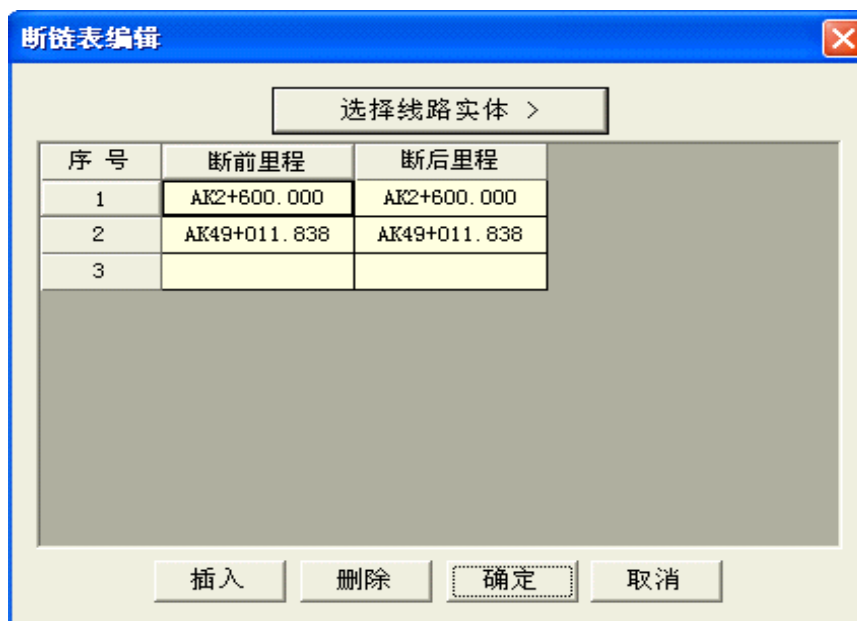 断链表编辑
选择线路实体 >
序 号 断前里程 断后里程
1 AK2+600.000 AK2+600.000
2 AK49+011.838 AK49+011.838
3
插入 删除 确定 取消